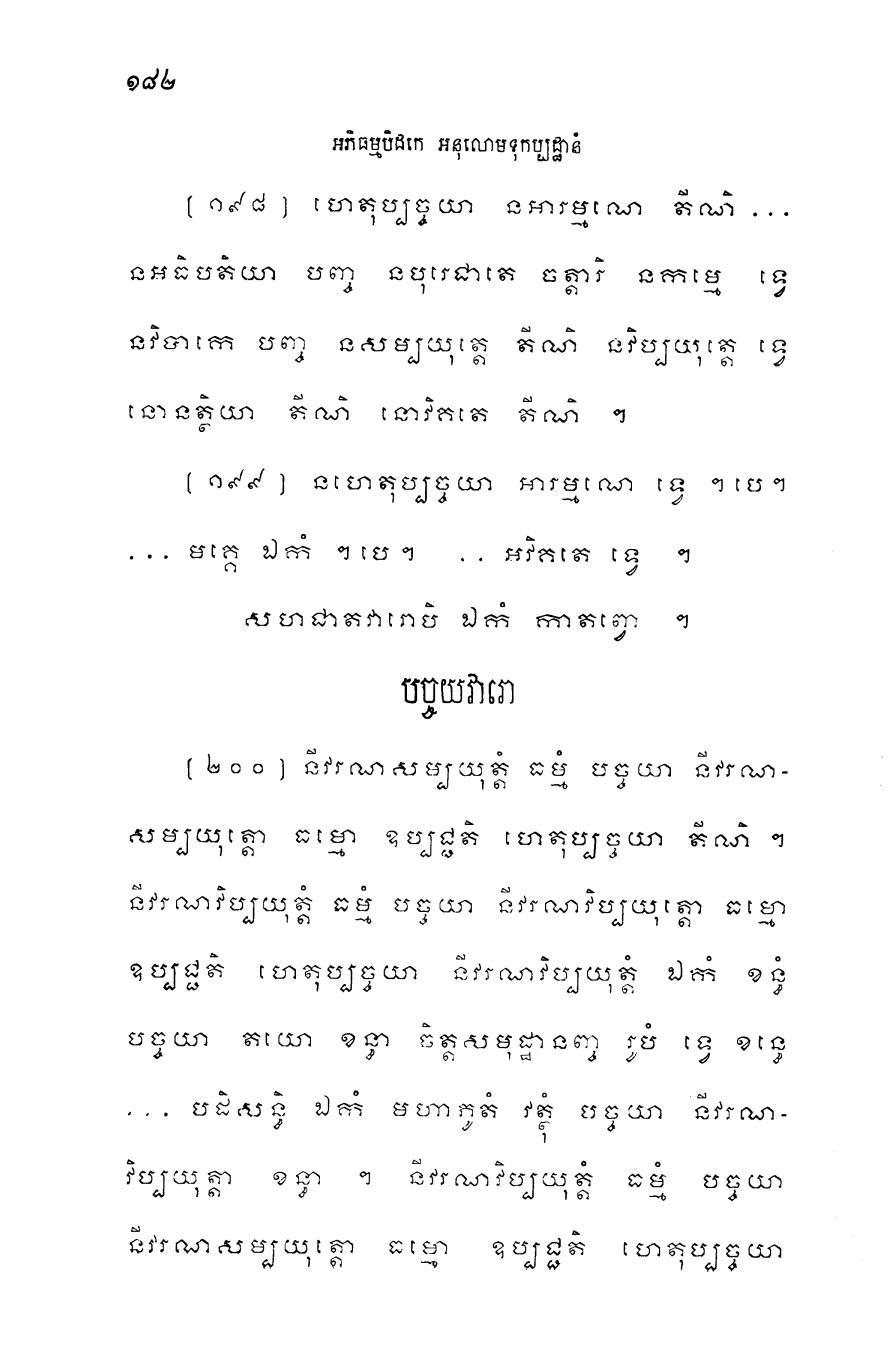 ១៨២
អភិធម្មបិដកេ អនុលោមទុកប្បដ្ឋានំ
[ ១៩៨ ] ហេតុប្បច្ចយា នអារម្មណេ តីណិ ...
នអធិបតិយា បញ្ច នបុរេជាតេ ចត្តារិ នកម្មេ ទ្វេ
នវិបាកេ បញ្ច នសម្បយុត្តេ តីណិ នវិប្បយុត្តេ ទ្វេ
នោនត្ថិយា តីណិ នោវិគតេ តីណិ ។
[ ១៩៩ ] នហេតុប្បច្ចយា អារម្មណេ ទ្វេ ។បេ។
... មគ្គេ ឯកំ ។បេ។ .. អវិគតេ ទ្វេ ។
សហជាតវារោបិ ឯកំ កាតព្វោ ។
បច្ចយវារោ
[ ២០០ ] នីវរណសម្បយុត្តំ ធម្មំ បច្ចយា នីវរណ-
សម្បយុត្តោ ធម្មោ ឧប្បជ្ជតិ ហេតុប្បច្ចយា តីណិ ។
នីវរណវិប្បយុត្តំ ធម្មំ បច្ចយា នីវរណវិប្បយុត្តោ ធម្មោ
ឧប្បជ្ជតិ ហេតុប្បច្ចយា នីវរណវិប្បយុត្តំ ឯកំ ខន្ធំ
បច្ចយា តយោ ខន្ធា ចិត្តសមុដ្ឋានញ្ច រូបំ ទ្វេ ខន្ធេ
... បដិសន្ធិ ឯកំ មហាភូតំ វត្ថុំ បច្ចយា នីវរណ-
វិប្បយុត្តា ខន្ធា ។ នីវរណវិប្បយុត្តំ ធម្មំ បច្ចយា
នីវរណសម្បយុត្តោ ធម្មោ ឧប្បជ្ជតិ ហេតុប្បច្ចយា